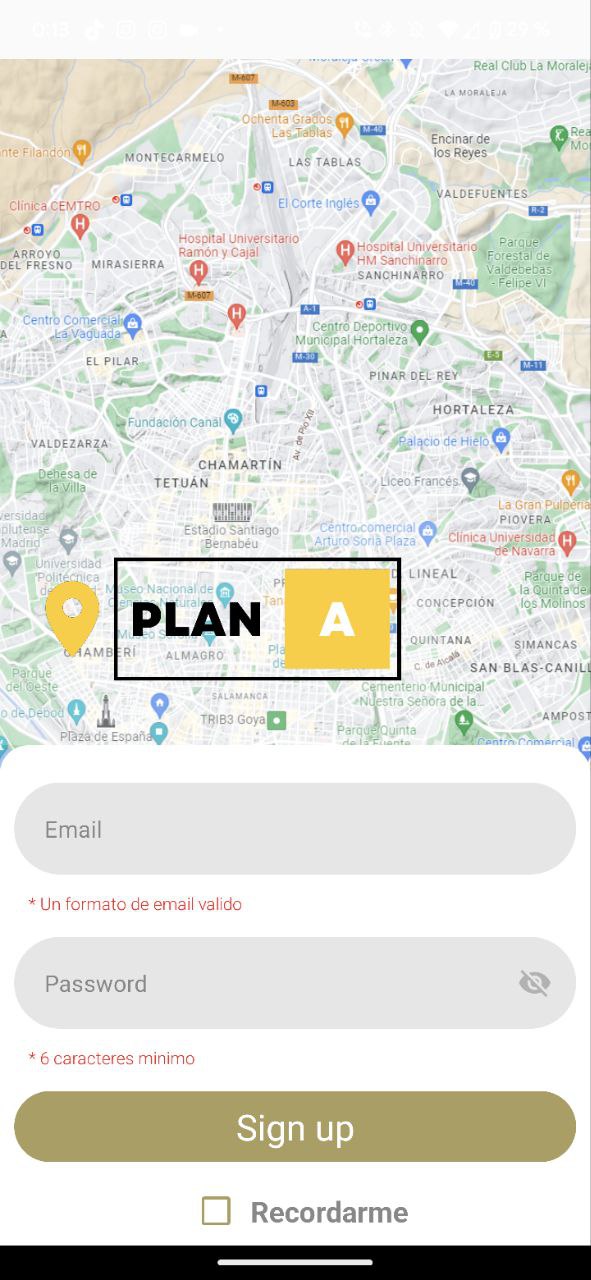 0:13
29 %
Real Club La Moraleja
M-607
LA MORALEJA
M-603
Ochenta Grados
Las Tablas
M-40
Encinar de
los Reyes
MONTECARMELO
LAS TABLAS
Clínica CEMTRO
El Corte Inglés
VALDEFUENTES
R-2
Hospital Universitario
Ramón y Cajál
Hospital Universitario
HM Sanchinarro
SANCHINARRO
Parque
Forestal de
Valdebebas
- Felipe VI
ARROYO
DEL FRESNO
MIRASIERRA
M-607
M-40
Centro Comercial
La Vaguada
A-1
Centro Deportivo
Municipal Hortaleza
EL PILAR
M-30
E-5
M-11
PINAR DEL REY
HORTALEZA
Fundación Canal
Av. de Pío XII
Palacio de Hielo
VALDEZARZA
CHAMARTÍN
TETUÁN
Dehesa de
la Villa
Liceo Francés
La Gran Pulpería
PIOVERA
Estadio Santiago
Bernabéu
Centro comercial
Arturo Soria Plaza
Clínica Universidad
de Navarra
Universidad
Politécnica
Museo Nacional de
LINEAL
Parque de
la Quinta de
los Molinos
CONCEPCIÓN
PLAN A
QUINTANA
SIMANCAS
CHAMBERÍ
ALMAGRO
C. de Alcalá
SAN BLAS-CANILL
Parque
del Oeste
SALAMANCA
Cementerio Municipal
Nuestra Señora de la...
o de Debod
TRIB3 Goya
AMPOST
Plaza de España
Parque Quinta
de la Fuente
Centro Comercial
Email
* Un formato de email valido
Password
* 6 caracteres minimo
Sign up
Recordarme